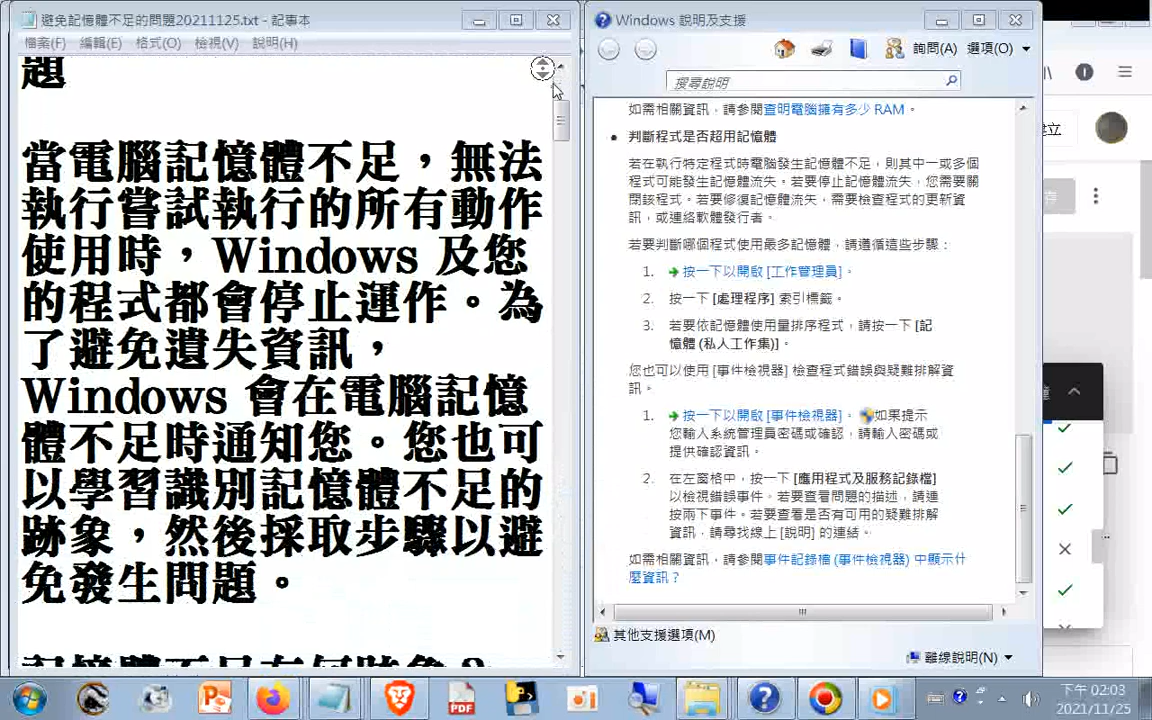 避免記憶體不足的問題20211125.txt - 記事本
檔案(F) 編輯(E) 格式(O) 檢視(V) 說明(H)
題
當電腦記憶體不足，無法
執行嘗試執行的所有動作
使用時，Windows 及您
的程式都會停止運作。為
了避免遺失資訊，
Windows 會在電腦記憶
體不足時通知您。您也可
以學習識別記憶體不足的
跡象，然後採取步驟以避
免發生問題。
記憶體不足有何跡象？
Windows 說明及支援
詢問(A) 選項(O)
搜尋說明
如需相關資訊，請參閱查明電腦擁有多少 RAM。
判斷程式是否超用記憶體
若在執行特定程式時電腦發生記憶體不足，則其中一或多個
程式可能發生記憶體流失。若要停止記憶體流失，您需要關
閉該程式。若要修復記憶體流失，需要檢查程式的更新資
訊，或連絡軟體發行者。
若要判斷哪個程式使用最多記憶體，請遵循這些步驟：
1. 按一下以開啟 [工作管理員]。
2. 按一下 [處理程序] 索引標籤。
3. 若要依記憶體使用量排序程式，請按一下 [記
憶體 (私人工作集)]。
您也可以使用 [事件檢視器] 檢查程式錯誤與疑難排解資
訊。
1. 按一下以開啟 [事件檢視器]。 如果提示
您輸入系統管理員密碼或確認，請輸入密碼或
提供確認資訊。
2. 在左窗格中，按一下 [應用程式及服務記錄檔]
以檢視錯誤事件。若要查看問題的描述，請連
按兩下事件。若要查看是否有可用的疑難排解
資訊，請尋找線上 [說明] 的連結。
如需相關資訊，請參閱事件記錄檔 (事件檢視器) 中顯示什
麼資訊？
其他支援選項(M)
離線說明(N)
建立
下午 02:03
2021/11/25